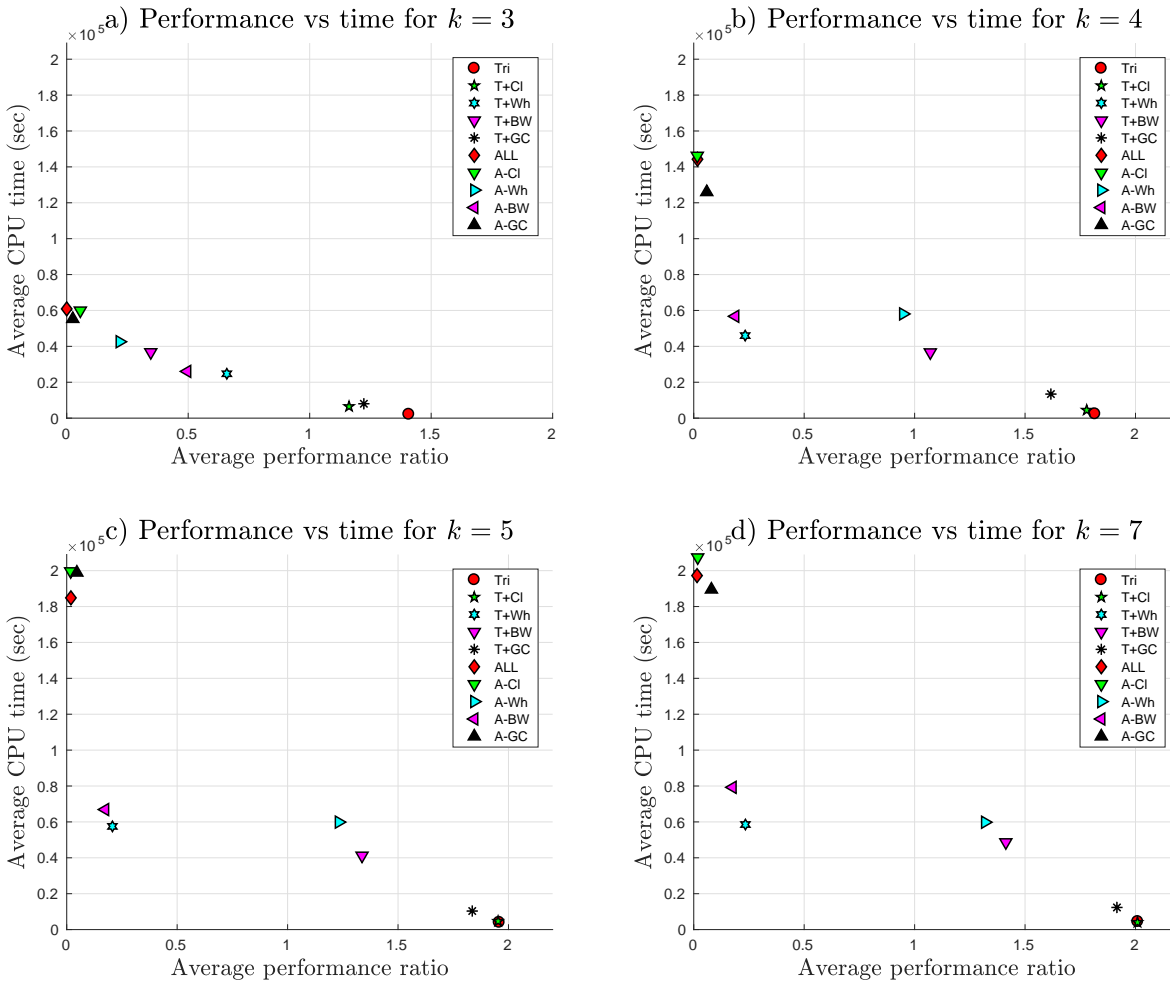 a) Performance vs time for k = 3
×10^5
2
1.8
1.6
1.4
1.2
1
0.8
0.6
0.4
0.2
0
0 0.5 1 1.5 2
Average CPU time (sec)
Average performance ratio
Tri
T+Cl
T+Wh
T+BW
T+GC
ALL
A-Cl
A-Wh
A-BW
A-GC
b) Performance vs time for k = 4
×10^5
2
1.8
1.6
1.4
1.2
1
0.8
0.6
0.4
0.2
0
0 0.5 1 1.5 2
Average CPU time (sec)
Average performance ratio
Tri
T+Cl
T+Wh
T+BW
T+GC
ALL
A-Cl
A-Wh
A-BW
A-GC
c) Performance vs time for k = 5
×10^5
2
1.8
1.6
1.4
1.2
1
0.8
0.6
0.4
0.2
0
0 0.5 1 1.5 2
Average CPU time (sec)
Average performance ratio
Tri
T+Cl
T+Wh
T+BW
T+GC
ALL
A-Cl
A-Wh
A-BW
A-GC
d) Performance vs time for k = 7
×10^5
2
1.8
1.6
1.4
1.2
1
0.8
0.6
0.4
0.2
0
0 0.5 1 1.5 2
Average CPU time (sec)
Average performance ratio
Tri
T+Cl
T+Wh
T+BW
T+GC
ALL
A-Cl
A-Wh
A-BW
A-GC